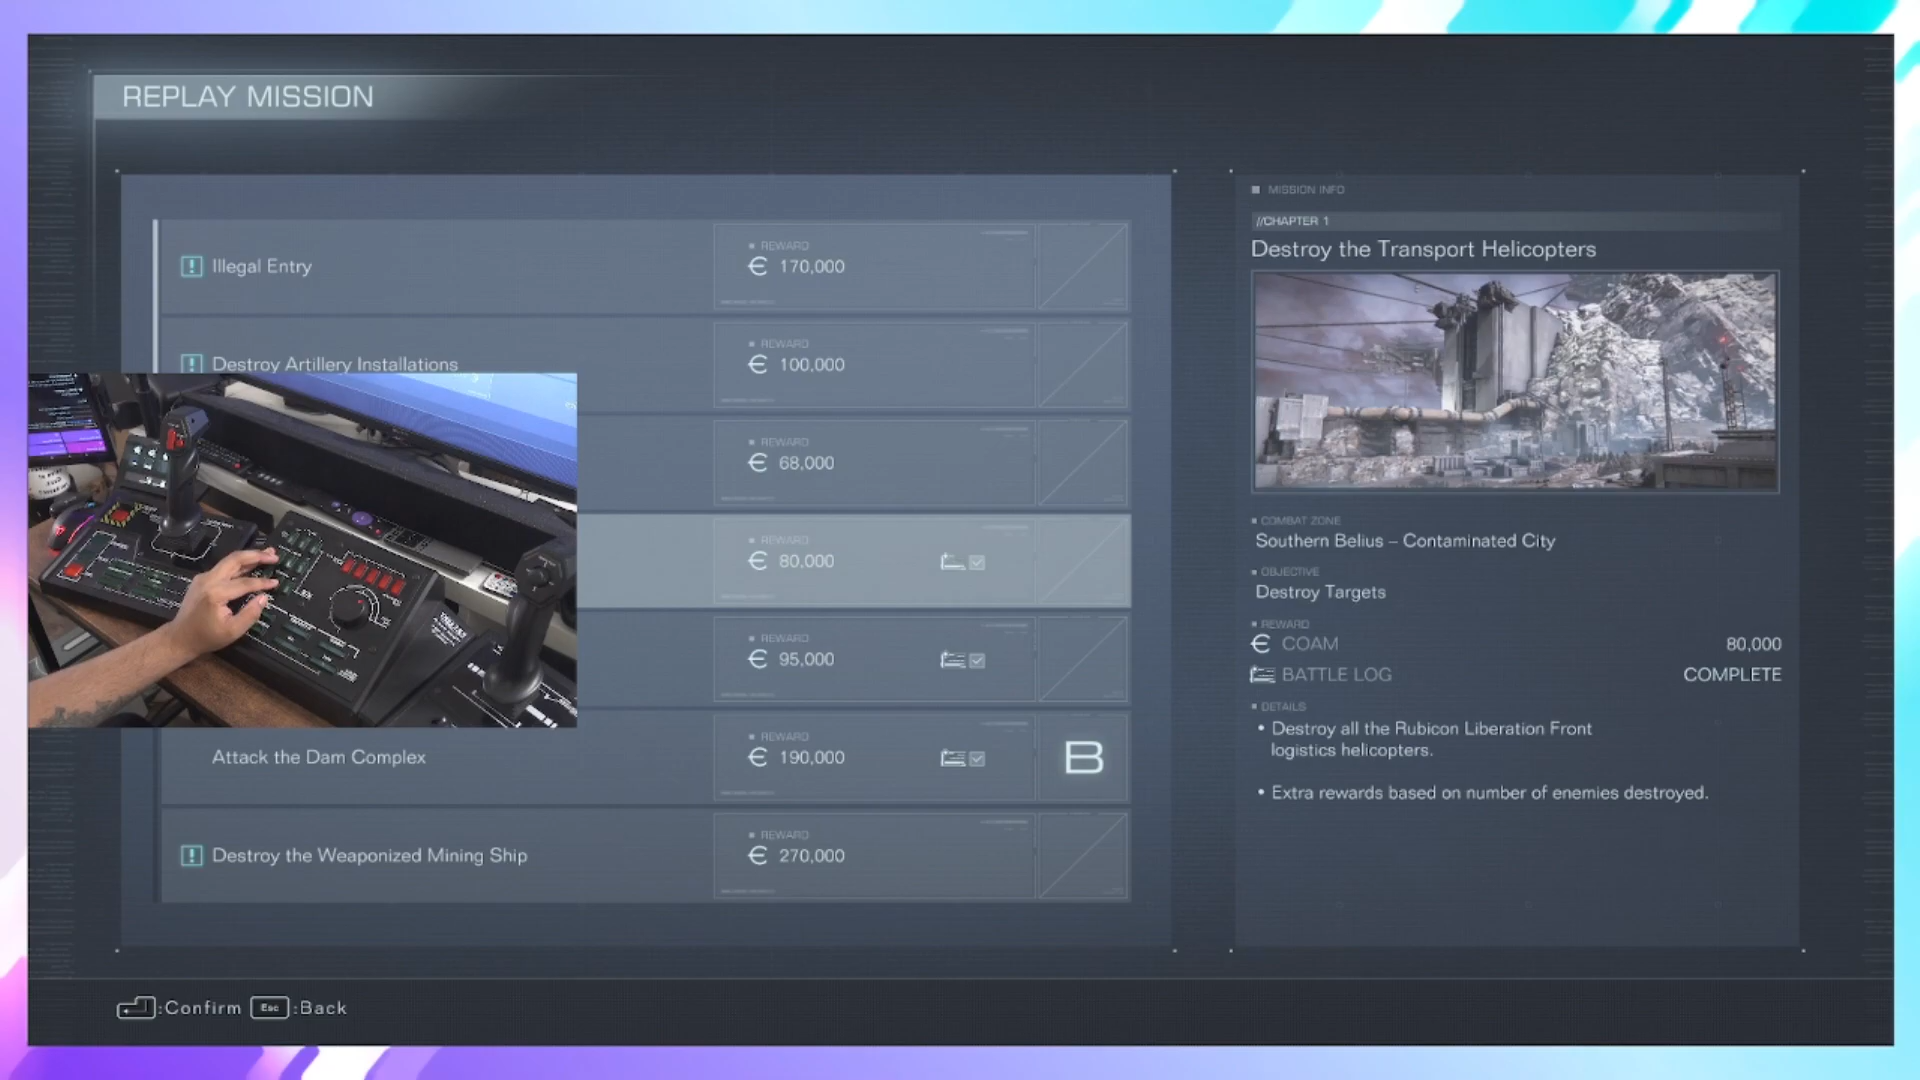 REPLAY MISSION
Illegal Entry
REWARD
170,000
Destroy Artillery Installations
REWARD
100,000
REWARD
68,000
REWARD
80,000
REWARD
95,000
Attack the Dam Complex
REWARD
190,000
B
Destroy the Weaponized Mining Ship
REWARD
270,000
MISSION INFO
//CHAPTER 1
Destroy the Transport Helicopters
COMBAT ZONE
Southern Belius – Contaminated City
OBJECTIVE
Destroy Targets
REWARD
COAM 80,000
BATTLE LOG COMPLETE
DETAILS
• Destroy all the Rubicon Liberation Front
logistics helicopters.
• Extra rewards based on number of enemies destroyed.
:Confirm Esc :Back